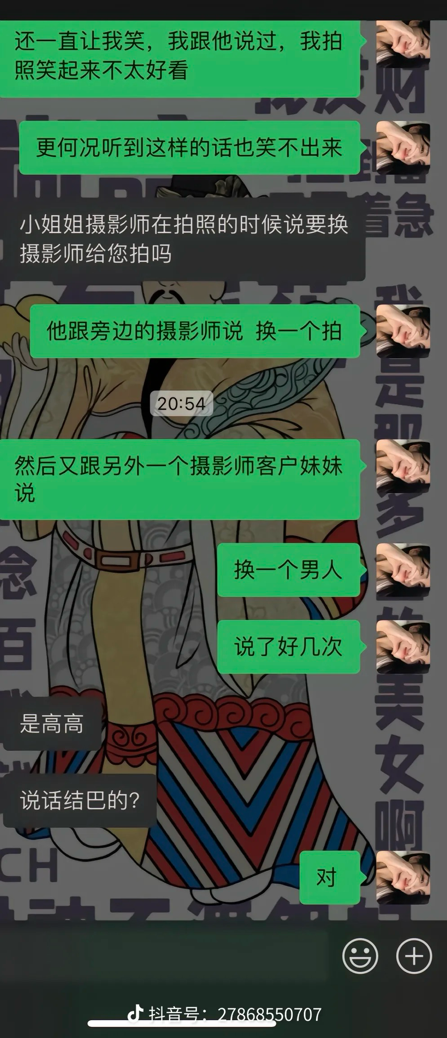 还一直让我笑，我跟他说过，我拍
照笑起来不太好看
更何况听到这样的话也笑不出来
小姐姐摄影师在拍照的时候说要换
摄影师给您拍吗
他跟旁边的摄影师说 换一个拍
20:54
然后又跟另外一个摄影师客户妹妹
说
换一个男人
说了好几次
是高高
说话结巴的?
对
抖音号：27868550707